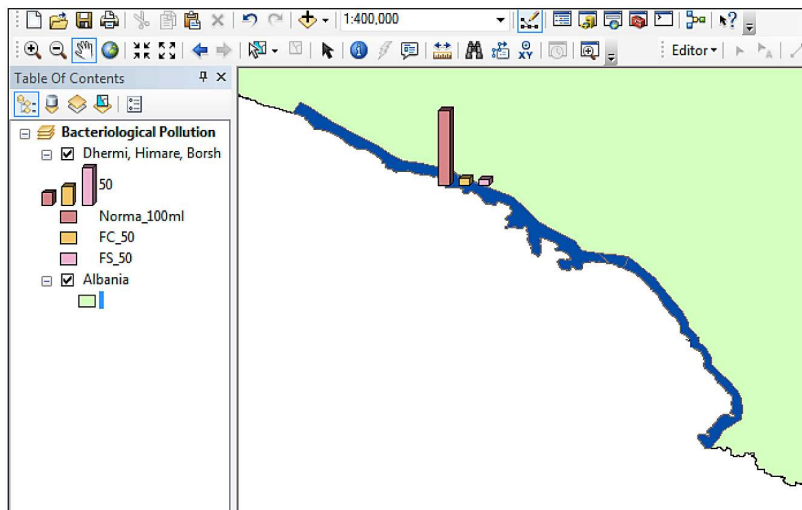 1:400,000
Editor
Table Of Contents
Bacteriological Pollution
Dhermi, Himare, Borsh
50
Norma_100ml
FC_50
FS_50
Albania